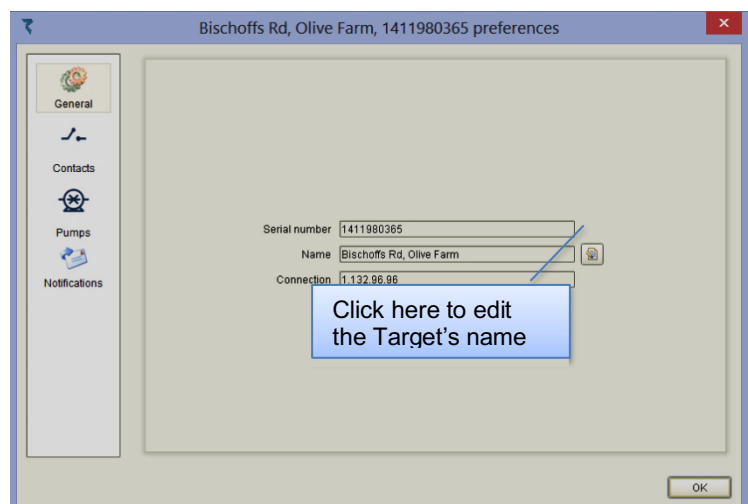 Bischoffs Rd, Olive Farm, 1411980365 preferences
General
Contacts
Pumps
Notifications
Serial number 1411980365
Name Bischoffs Rd, Olive Farm
Connection 1.132.96.96
Click here to edit
the Target's name
OK